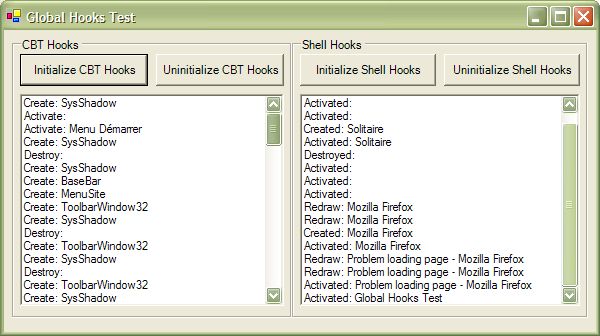 Global Hooks Test
CBT Hooks
Initialize CBT Hooks
Uninitialize CBT Hooks
Create: SysShadow
Activate:
Activate: Menu Démarrer
Create: SysShadow
Destroy:
Create: SysShadow
Create: BaseBar
Create: MenuSite
Create: ToolbarWindow32
Create: SysShadow
Destroy:
Create: ToolbarWindow32
Create: SysShadow
Destroy:
Create: ToolbarWindow32
Create: SysShadow
Shell Hooks
Initialize Shell Hooks
Uninitialize Shell Hooks
Activated:
Activated:
Created: Solitaire
Activated: Solitaire
Destroyed:
Activated:
Activated:
Activated:
Redraw: Mozilla Firefox
Redraw: Mozilla Firefox
Created: Mozilla Firefox
Activated: Mozilla Firefox
Redraw: Problem loading page - Mozilla Firefox
Redraw: Problem loading page - Mozilla Firefox
Activated: Problem loading page - Mozilla Firefox
Activated: Global Hooks Test